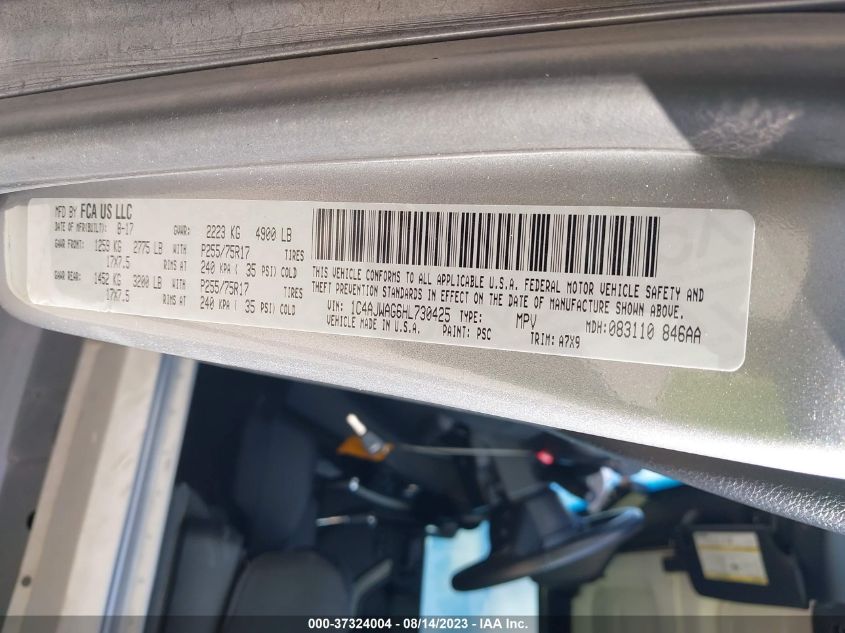 MFD BY FCA US LLC
DATE OF MFR(BUILT): 8-17 GVWR: 2223 KG 4900 LB
GAWR FRONT: 1259 KG 2775 LB WITH P255/75R17 TIRES
17X7.5 RIMS AT 240 KPA ( 35 PSI) COLD
GAWR REAR: 1452 KG 3200 LB WITH P255/75R17 TIRES
17X7.5 RIMS AT 240 KPA ( 35 PSI) COLD
THIS VEHICLE CONFORMS TO ALL APPLICABLE U.S.A. FEDERAL MOTOR VEHICLE SAFETY AND
THEFT PREVENTION STANDARDS IN EFFECT ON THE DATE OF MANUFACTURE SHOWN ABOVE.
VIN: 1C4AJWAG6HL730425 TYPE: MPV MDH: 083110 846AA
VEHICLE MADE IN U.S.A. PAINT: PSC TRIM: A7X9
000-37324004 — 08/14/2023 — IAA Inc.